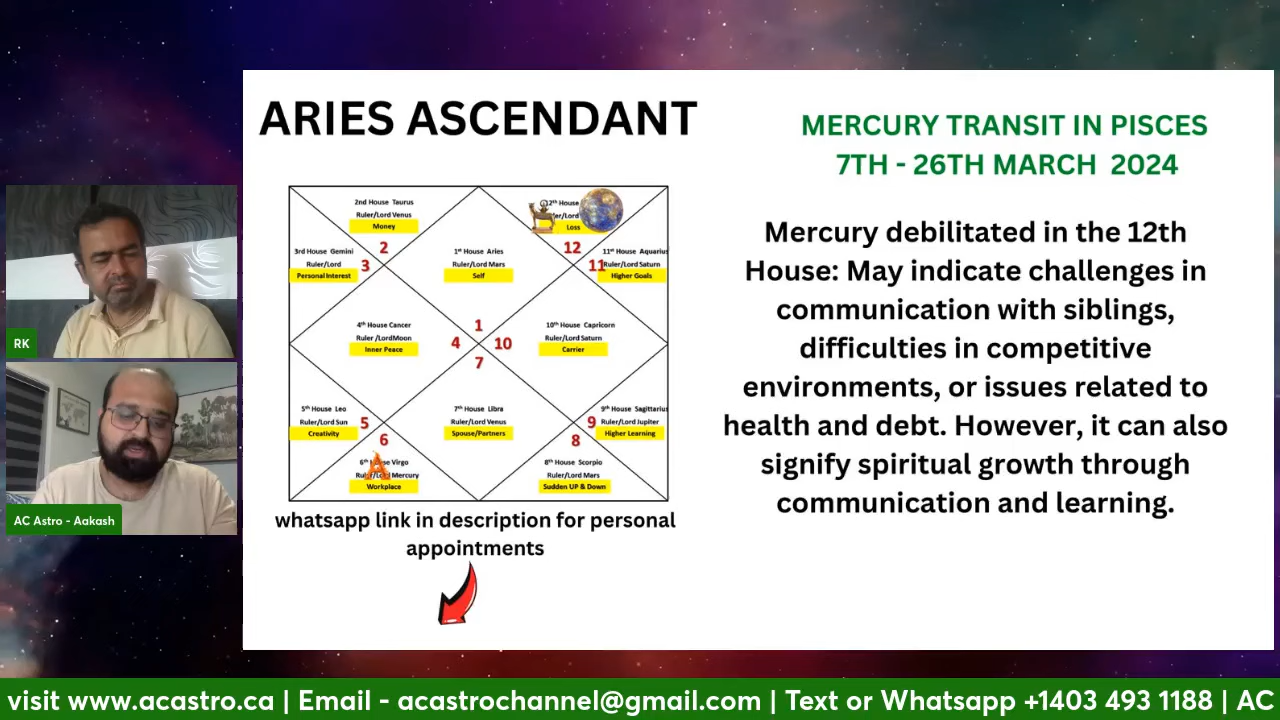 ARIES ASCENDANT
MERCURY TRANSIT IN PISCES
7TH - 26TH MARCH 2024
2nd House Taurus
Ruler/Lord Venus
Money
2
12th House
Loss
12
3rd House Gemini
Ruler/Lord
Personal Interest
3
1st House Aries
Ruler/Lord Mars
Self
11th House Aquarius
Ruler/Lord Saturn
Higher Goals
11
4th House Cancer
Ruler /LordMoon
Inner Peace
1
4
10
7
10th House Capricorn
Ruler/Lord Saturn
Carrier
5th House Leo
Ruler/Lord Sun
Creativity
5
6
7th House Libra
Ruler/Lord Venus
Spouse/Partners
9th House Sagittarius
Ruler/Lord Jupiter
Higher Learning
9
8
6th House Virgo
Ruler/Lord Mercury
Workplace
8th House Scorpio
Ruler/Lord Mars
Sudden UP & Down
whatsapp link in description for personal
appointments
Mercury debilitated in the 12th
House: May indicate challenges in
communication with siblings,
difficulties in competitive
environments, or issues related to
health and debt. However, it can also
signify spiritual growth through
communication and learning.
RK
AC Astro - Aakash
visit www.acastro.ca | Email - acastrochannel@gmail.com | Text or Whatsapp +1403 493 1188 | AC